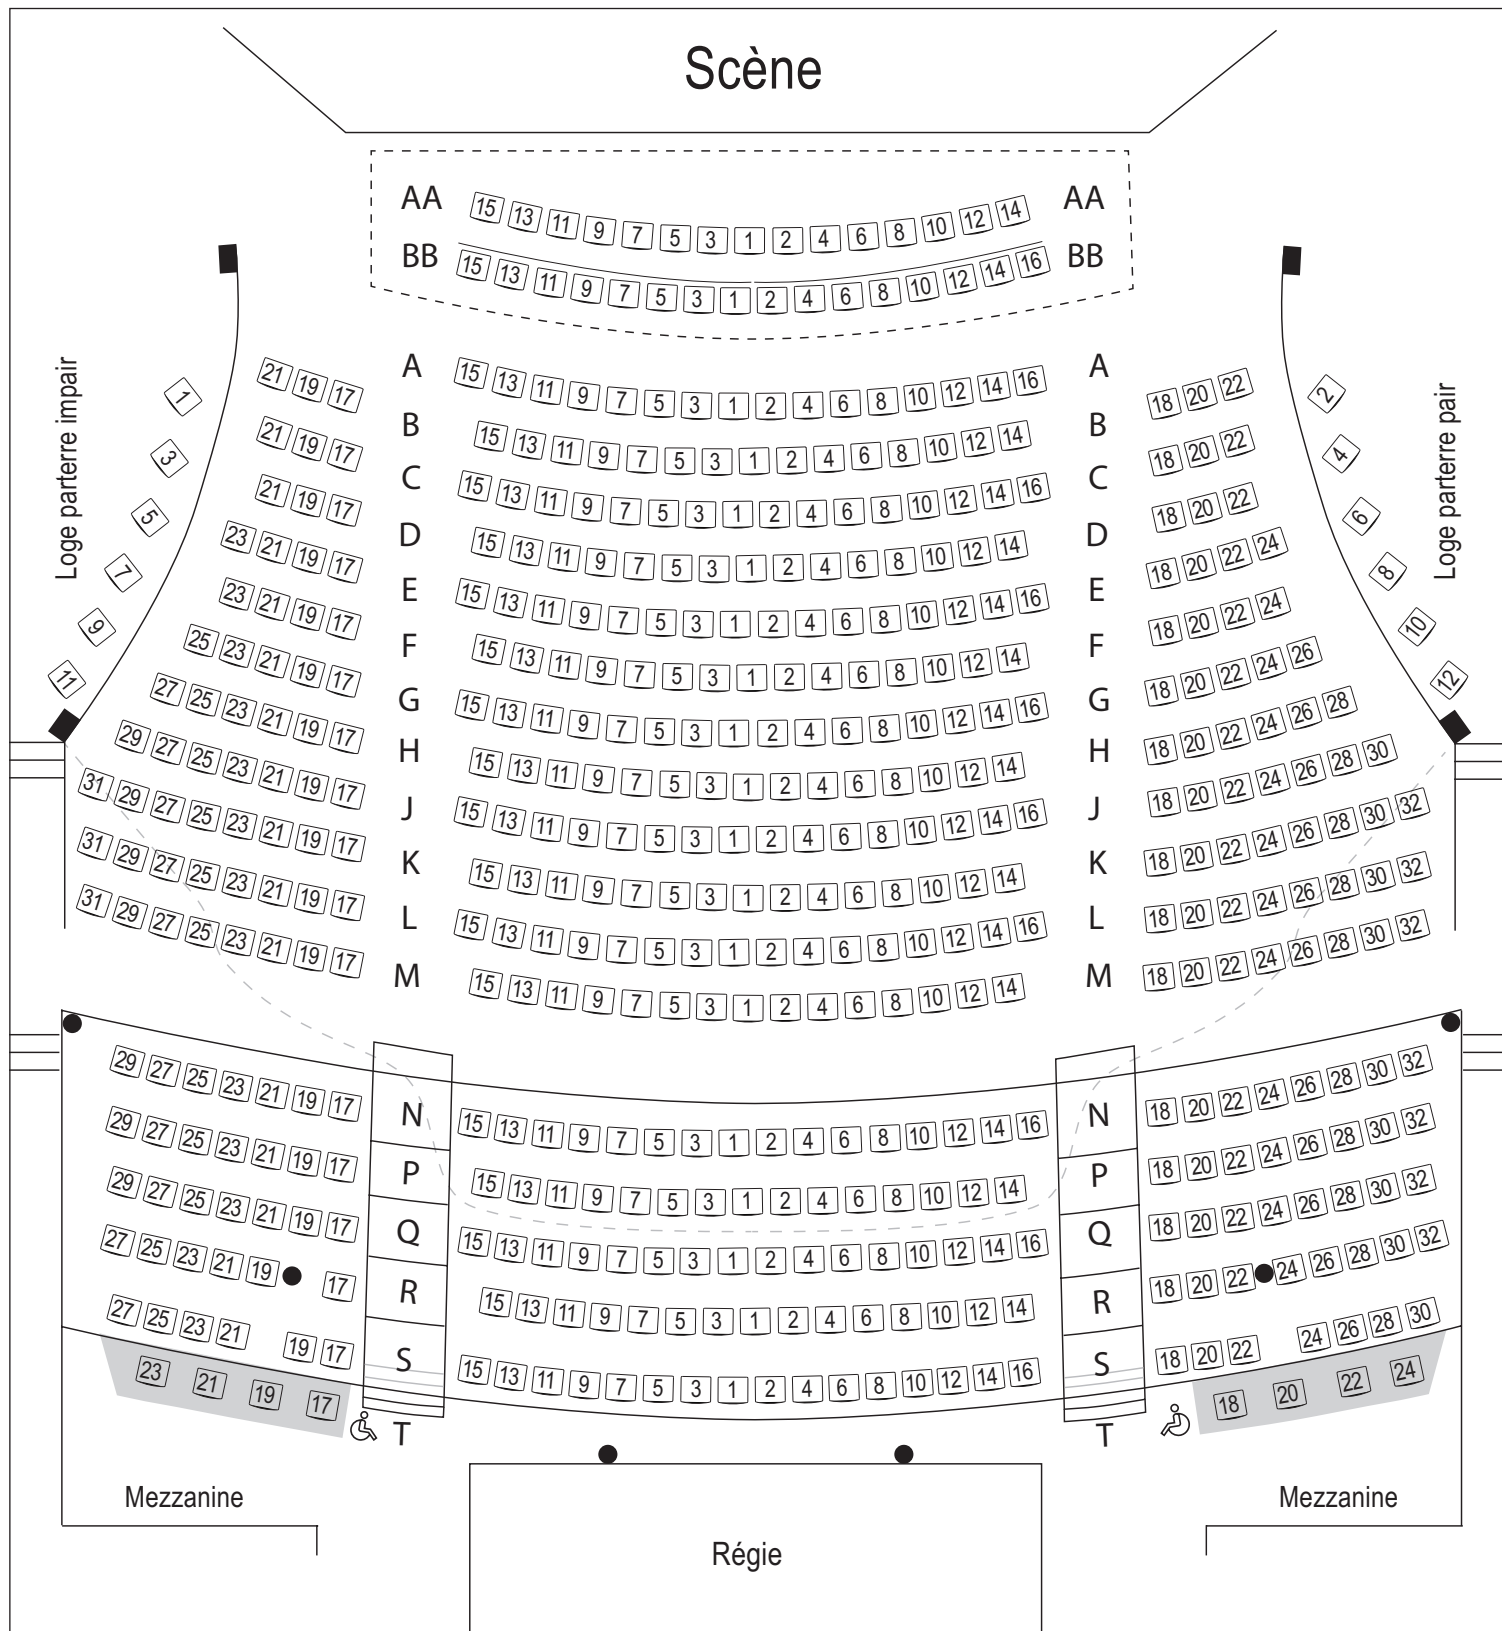 Scène
AA 15 13 11 9 7 5 3 1 2 4 6 8 10 12 14 AA
BB 15 13 11 9 7 5 3 1 2 4 6 8 10 12 14 16 BB
Loge parterre impair
1
3
5
7
9
11
21 19 17 A 15 13 11 9 7 5 3 1 2 4 6 8 10 12 14 16 A 18 20 22
21 19 17 B 15 13 11 9 7 5 3 1 2 4 6 8 10 12 14 B 18 20 22
21 19 17 C 15 13 11 9 7 5 3 1 2 4 6 8 10 12 14 16 C 18 20 22
23 21 19 17 D 15 13 11 9 7 5 3 1 2 4 6 8 10 12 14 D 18 20 22 24
23 21 19 17 E 15 13 11 9 7 5 3 1 2 4 6 8 10 12 14 16 E 18 20 22 24
25 23 21 19 17 F 15 13 11 9 7 5 3 1 2 4 6 8 10 12 14 F 18 20 22 24 26
27 25 23 21 19 17 G 15 13 11 9 7 5 3 1 2 4 6 8 10 12 14 16 G 18 20 22 24 26 28
29 27 25 23 21 19 17 H 15 13 11 9 7 5 3 1 2 4 6 8 10 12 14 H 18 20 22 24 26 28 30
31 29 27 25 23 21 19 17 J 15 13 11 9 7 5 3 1 2 4 6 8 10 12 14 16 J 18 20 22 24 26 28 30 32
31 29 27 25 23 21 19 17 K 15 13 11 9 7 5 3 1 2 4 6 8 10 12 14 K 18 20 22 24 26 28 30 32
31 29 27 25 23 21 19 17 L 15 13 11 9 7 5 3 1 2 4 6 8 10 12 14 16 L 18 20 22 24 26 28 30 32
M 15 13 11 9 7 5 3 1 2 4 6 8 10 12 14 M
Loge parterre pair
2
4
6
8
10
12
29 27 25 23 21 19 17 N 15 13 11 9 7 5 3 1 2 4 6 8 10 12 14 16 N 18 20 22 24 26 28 30 32
29 27 25 23 21 19 17 P 15 13 11 9 7 5 3 1 2 4 6 8 10 12 14 P 18 20 22 24 26 28 30 32
29 27 25 23 21 19 17 Q 15 13 11 9 7 5 3 1 2 4 6 8 10 12 14 16 Q 18 20 22 24 26 28 30 32
27 25 23 21 19 17 R 15 13 11 9 7 5 3 1 2 4 6 8 10 12 14 R 18 20 22 24 26 28 30 32
27 25 23 21 19 17 S 15 13 11 9 7 5 3 1 2 4 6 8 10 12 14 16 S 18 20 22 24 26 28 30
23 21 19 17 T T 18 20 22 24
Mezzanine
Régie
Mezzanine